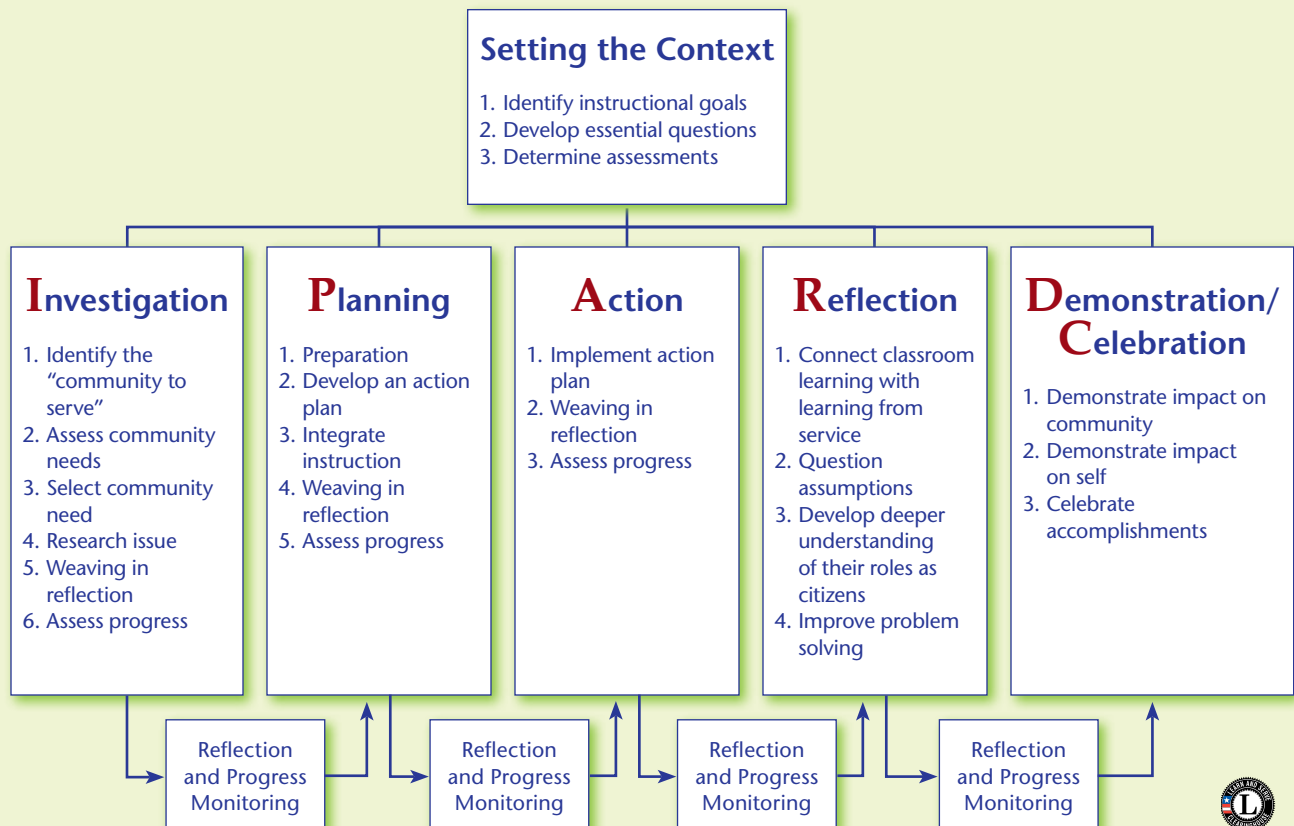 Setting the Context
1. Identify instructional goals
2. Develop essential questions
3. Determine assessments
Investigation
1. Identify the
“community to
serve”
2. Assess community
needs
3. Select community
need
4. Research issue
5. Weaving in
reflection
6. Assess progress
Planning
1. Preparation
2. Develop an action
plan
3. Integrate
instruction
4. Weaving in
reflection
5. Assess progress
Action
1. Implement action
plan
2. Weaving in
reflection
3. Assess progress
Reflection
1. Connect classroom
learning with
learning from
service
2. Question
assumptions
3. Develop deeper
understanding
of their roles as
citizens
4. Improve problem
solving
Demonstration/
Celebration
1. Demonstrate impact on
community
2. Demonstrate impact
on self
3. Celebrate
accomplishments
Reflection
and Progress
Monitoring
Reflection
and Progress
Monitoring
Reflection
and Progress
Monitoring
Reflection
and Progress
Monitoring
LEARN AND SERVE
L
CLEARINGHOUSE